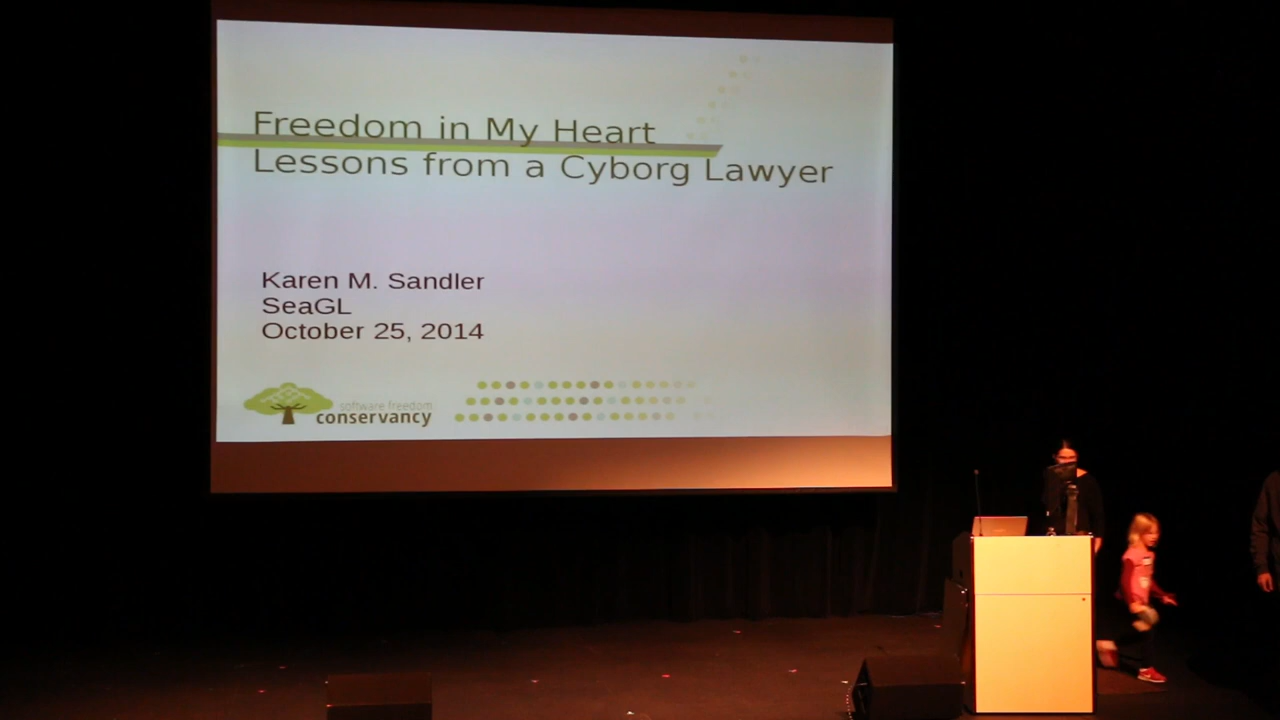 Freedom in My Heart
Lessons from a Cyborg Lawyer
Karen M. Sandler
SeaGL
October 25, 2014
software freedom
conservancy